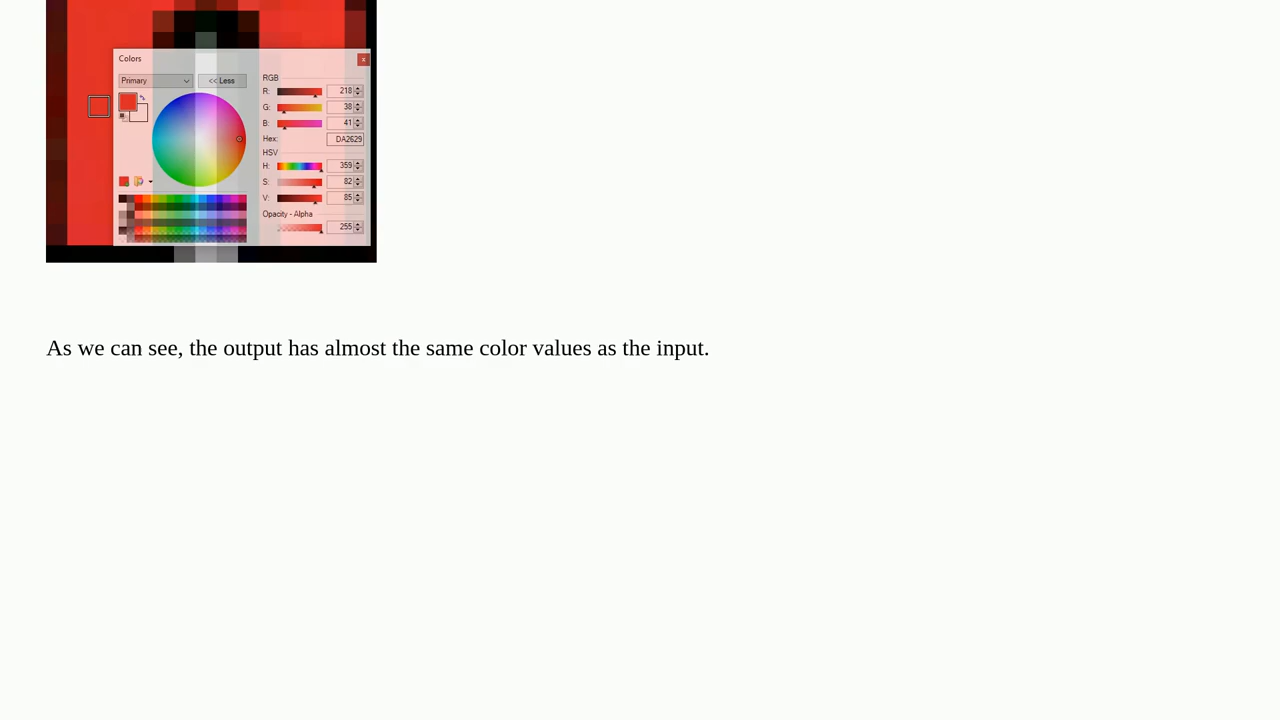 Colors
x
Primary
<< Less
RGB
R: 218
G: 38
B: 41
Hex: DA2629
HSV
H: 359
S: 82
V: 85
Opacity - Alpha
255
As we can see, the output has almost the same color values as the input.